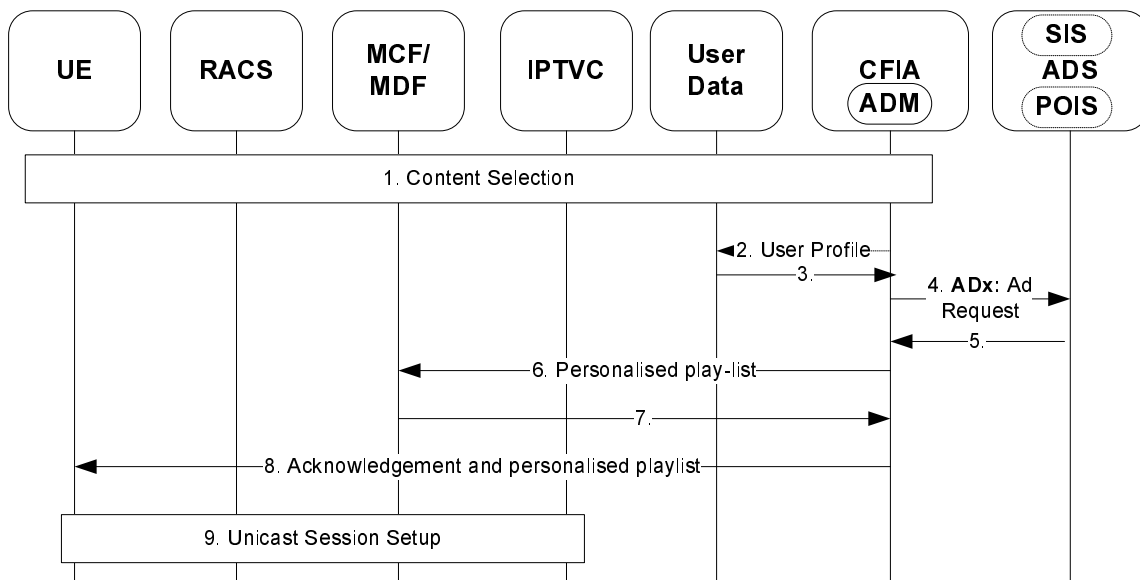 UE
RACS
MCF/
MDF
IPTVC
User
Data
CFIA
ADM
SIS
ADS
POIS
1. Content Selection
2. User Profile
3.
4. ADx: Ad
Request
5.
6. Personalised play-list
7.
8. Acknowledgement and personalised playlist
9. Unicast Session Setup